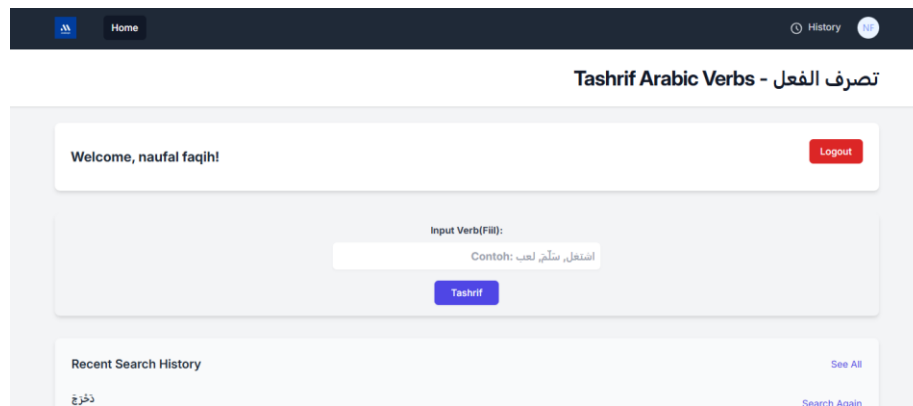 Home
History
NF
Tashrif Arabic Verbs - تصرف الفعل
Welcome, naufal faqih!
Logout
Input Verb(Fiil):
Contoh: اشتغل, سَلَّمَ, لعب
Tashrif
Recent Search History
See All
دَحْرَجَ
Search Again